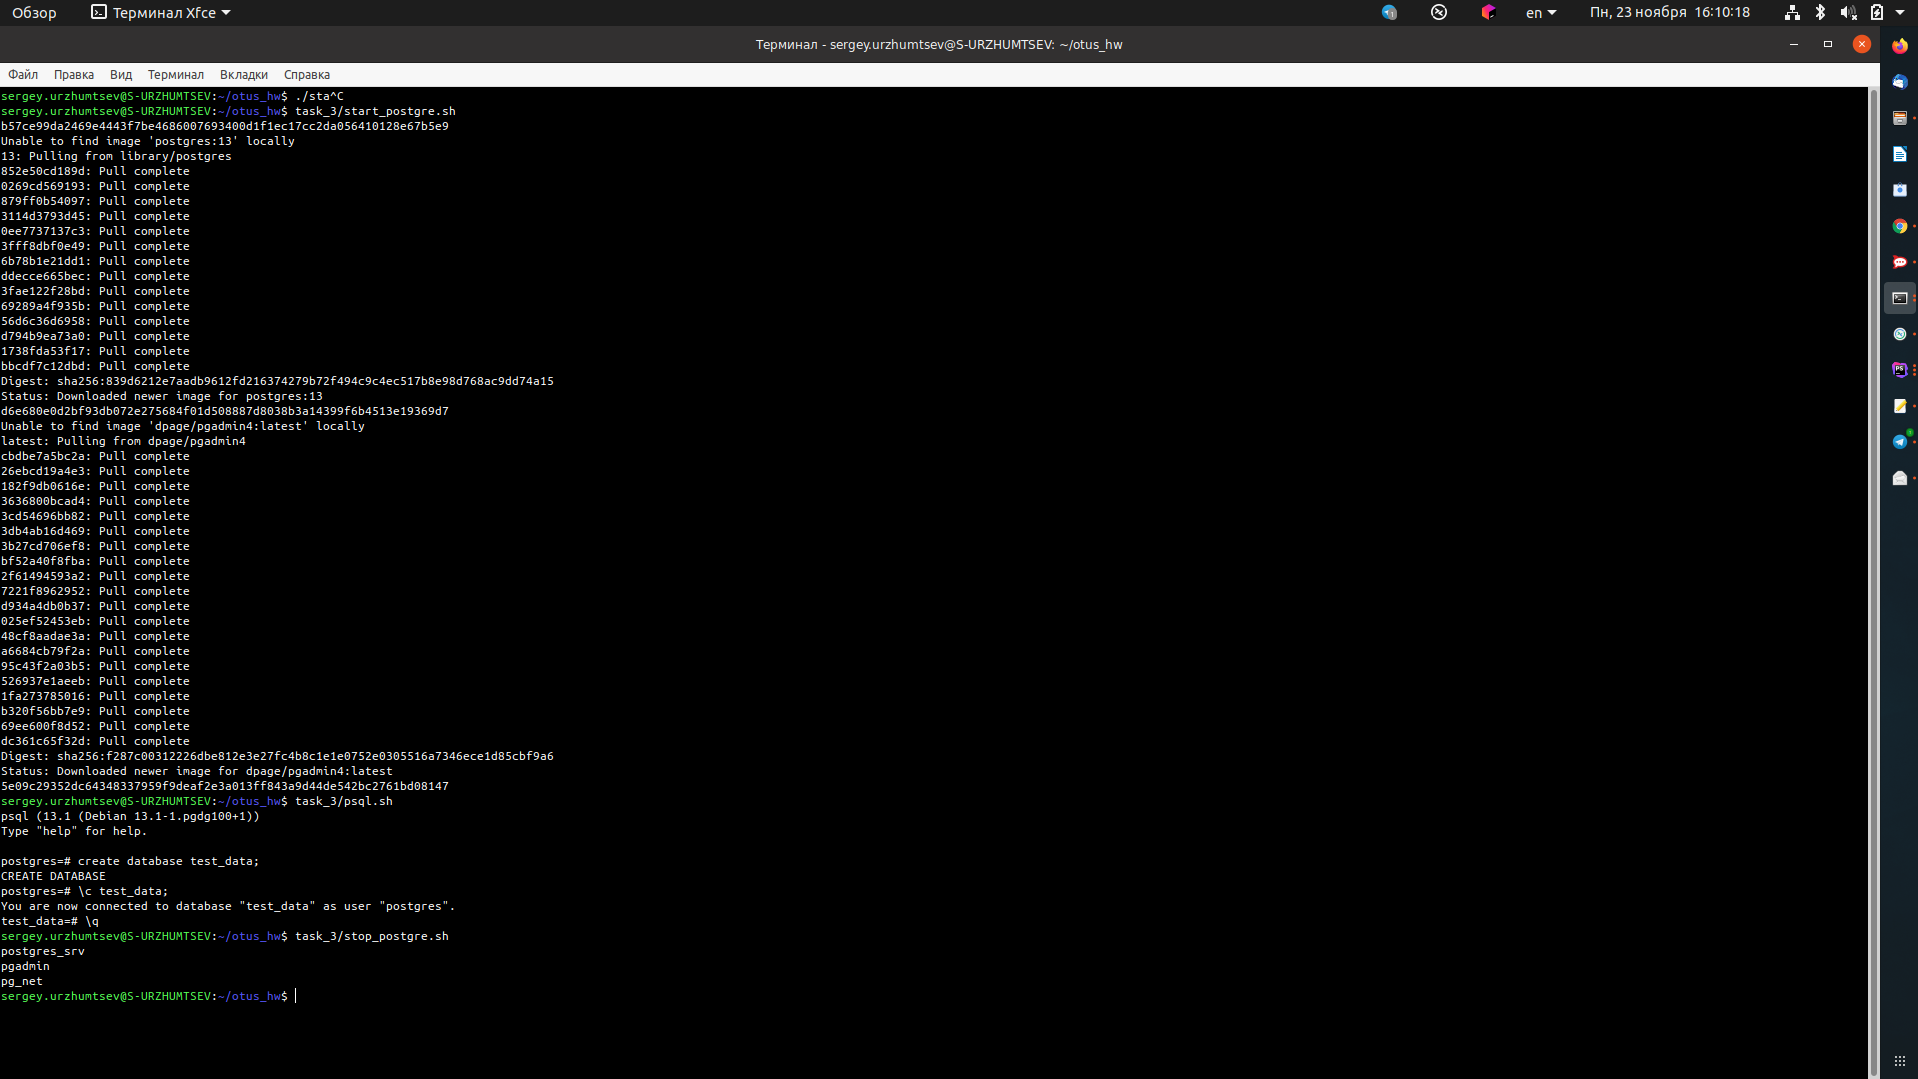 Обзор
Терминал Xfce
en
Пн, 23 ноября 16:10:18
Терминал - sergey.urzhumtsev@S-URZHUMTSEV: ~/otus_hw
Файл Правка Вид Терминал Вкладки Справка
sergey.urzhumtsev@S-URZHUMTSEV:~/otus_hw$ ./sta^C
sergey.urzhumtsev@S-URZHUMTSEV:~/otus_hw$ task_3/start_postgre.sh
b57ce99da2469e4443f7be4686007693400d1f1ec17cc2da056410128e67b5e9
Unable to find image 'postgres:13' locally
13: Pulling from library/postgres
852e50cd189d: Pull complete
0269cd569193: Pull complete
879ff0b54097: Pull complete
3114d3793d45: Pull complete
0ee7737137c3: Pull complete
3fff8dbf0e49: Pull complete
6b78b1e21dd1: Pull complete
ddecce665bec: Pull complete
3fae122f28bd: Pull complete
69289a4f935b: Pull complete
56d6c36d6958: Pull complete
d794b9ea73a0: Pull complete
1738fda53f17: Pull complete
bbcdf7c12dbd: Pull complete
Digest: sha256:839d6212e7aadb9612fd216374279b72f494c9c4ec517b8e98d768ac9dd74a15
Status: Downloaded newer image for postgres:13
d6e680e0d2bf93db072e275684f01d508887d8038b3a14399f6b4513e19369d7
Unable to find image 'dpage/pgadmin4:latest' locally
latest: Pulling from dpage/pgadmin4
cbdbe7a5bc2a: Pull complete
26ebcd19a4e3: Pull complete
182f9db0616e: Pull complete
3636800bcad4: Pull complete
3cd54696bb82: Pull complete
3db4ab16d469: Pull complete
3b27cd706ef8: Pull complete
bf52a40f8fba: Pull complete
2f61494593a2: Pull complete
7221f8962952: Pull complete
d934a4db0b37: Pull complete
025ef52453eb: Pull complete
48cf8aadae3a: Pull complete
a6684cb79f2a: Pull complete
95c43f2a03b5: Pull complete
526937e1aeeb: Pull complete
1fa273785016: Pull complete
b320f56bb7e9: Pull complete
69ee600f8d52: Pull complete
dc361c65f32d: Pull complete
Digest: sha256:f287c00312226dbe812e3e27fc4b8c1e1e0752e0305516a7346ece1d85cbf9a6
Status: Downloaded newer image for dpage/pgadmin4:latest
5e09c29352dc64348337959f9deaf2e3a013ff843a9d44de542bc2761bd08147
sergey.urzhumtsev@S-URZHUMTSEV:~/otus_hw$ task_3/psql.sh
psql (13.1 (Debian 13.1-1.pgdg100+1))
Type "help" for help.
postgres=# create database test_data;
CREATE DATABASE
postgres=# \c test_data;
You are now connected to database "test_data" as user "postgres".
test_data=# \q
sergey.urzhumtsev@S-URZHUMTSEV:~/otus_hw$ task_3/stop_postgre.sh
postgres_srv
pgadmin
pg_net
sergey.urzhumtsev@S-URZHUMTSEV:~/otus_hw$